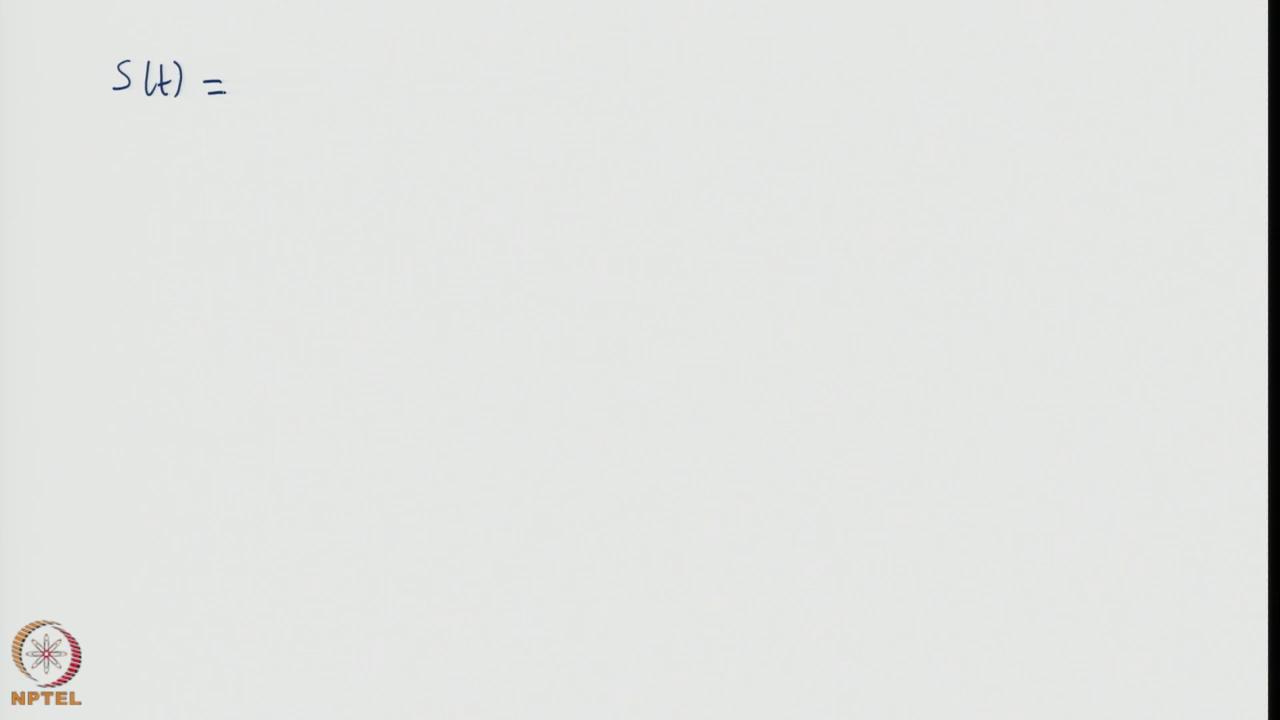 S(t) =
NPTEL